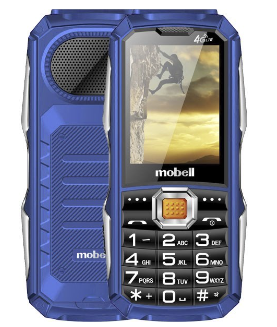 4G LTE
mobell
mobell
1 2 ABC 3 DEF
4 GHI 5 JKL 6 MNO
7 PQRS 8 TUV 9 WXYZ
*+ 0 #